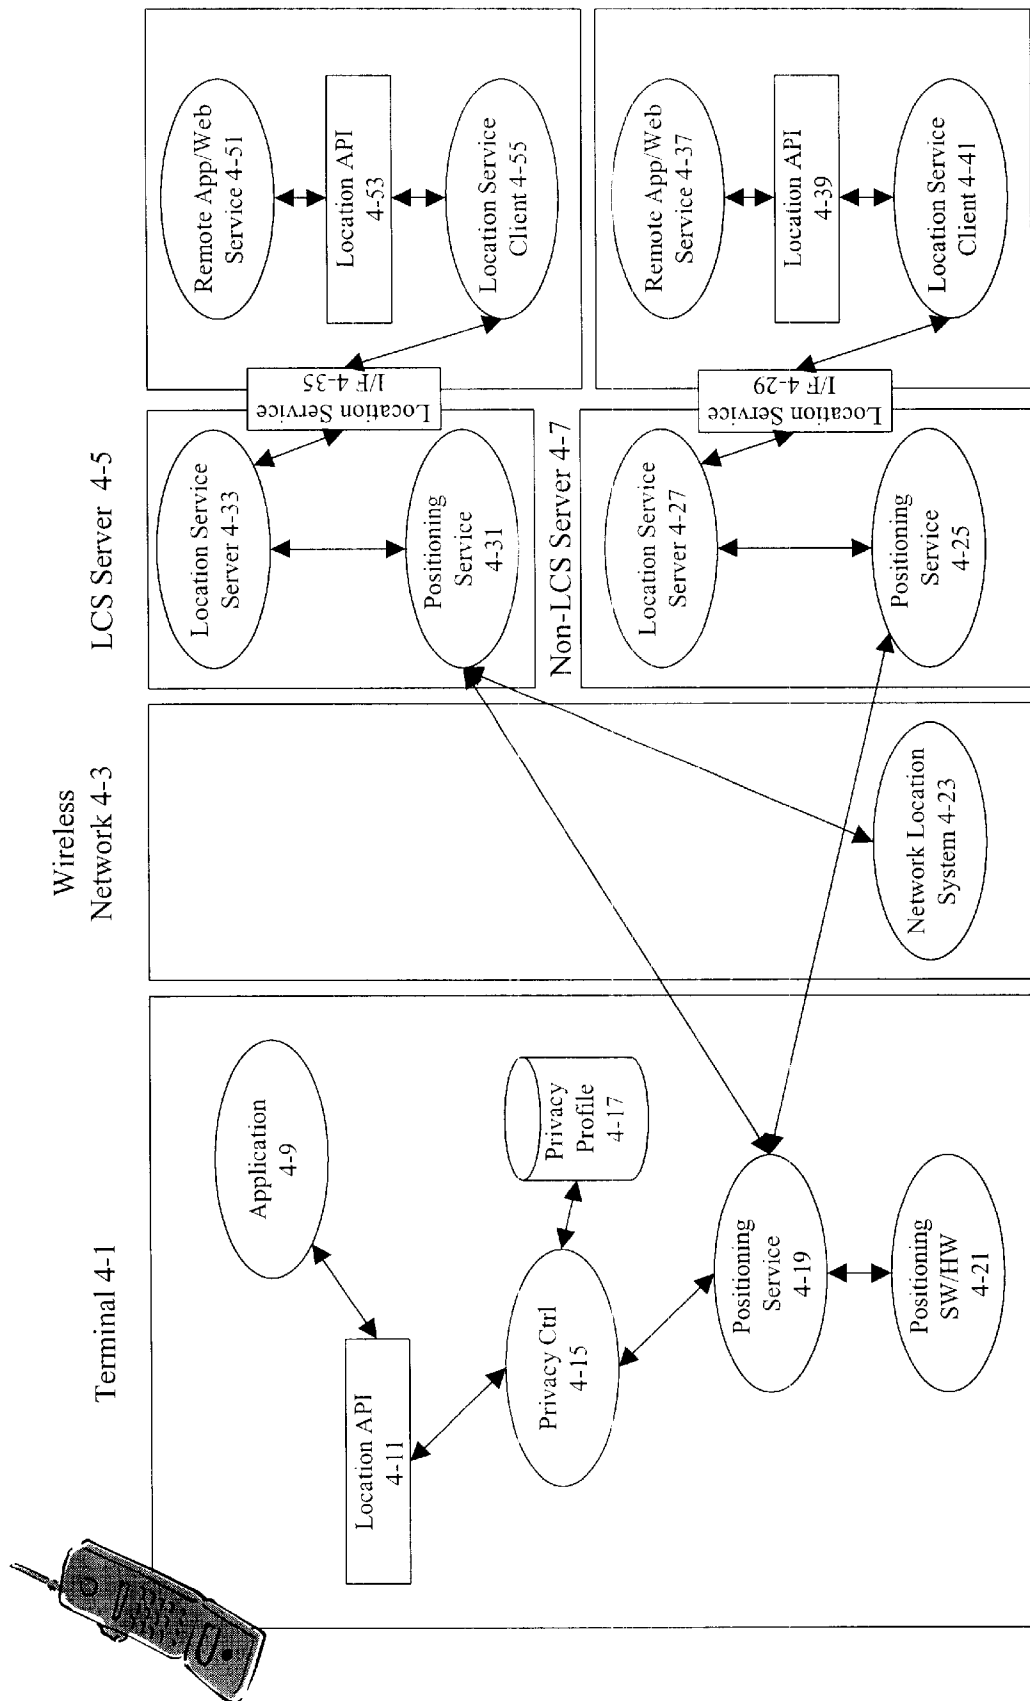 Terminal 4-1
Wireless
Network 4-3
LCS Server 4-5
Application
4-9
Location API
4-11
Privacy Ctrl
4-15
Privacy
Profile
4-17
Positioning
Service
4-19
Positioning
SW/HW
4-21
Network Location
System 4-23
Location Service
Server 4-33
Positioning
Service
4-31
Non-LCS Server 4-7
Location Service
Server 4-27
Positioning
Service
4-25
Location Service
I/F 4-35
Location Service
I/F 4-29
Remote App/Web
Service 4-51
Location API
4-53
Location Service
Client 4-55
Remote App/Web
Service 4-37
Location API
4-39
Location Service
Client 4-41